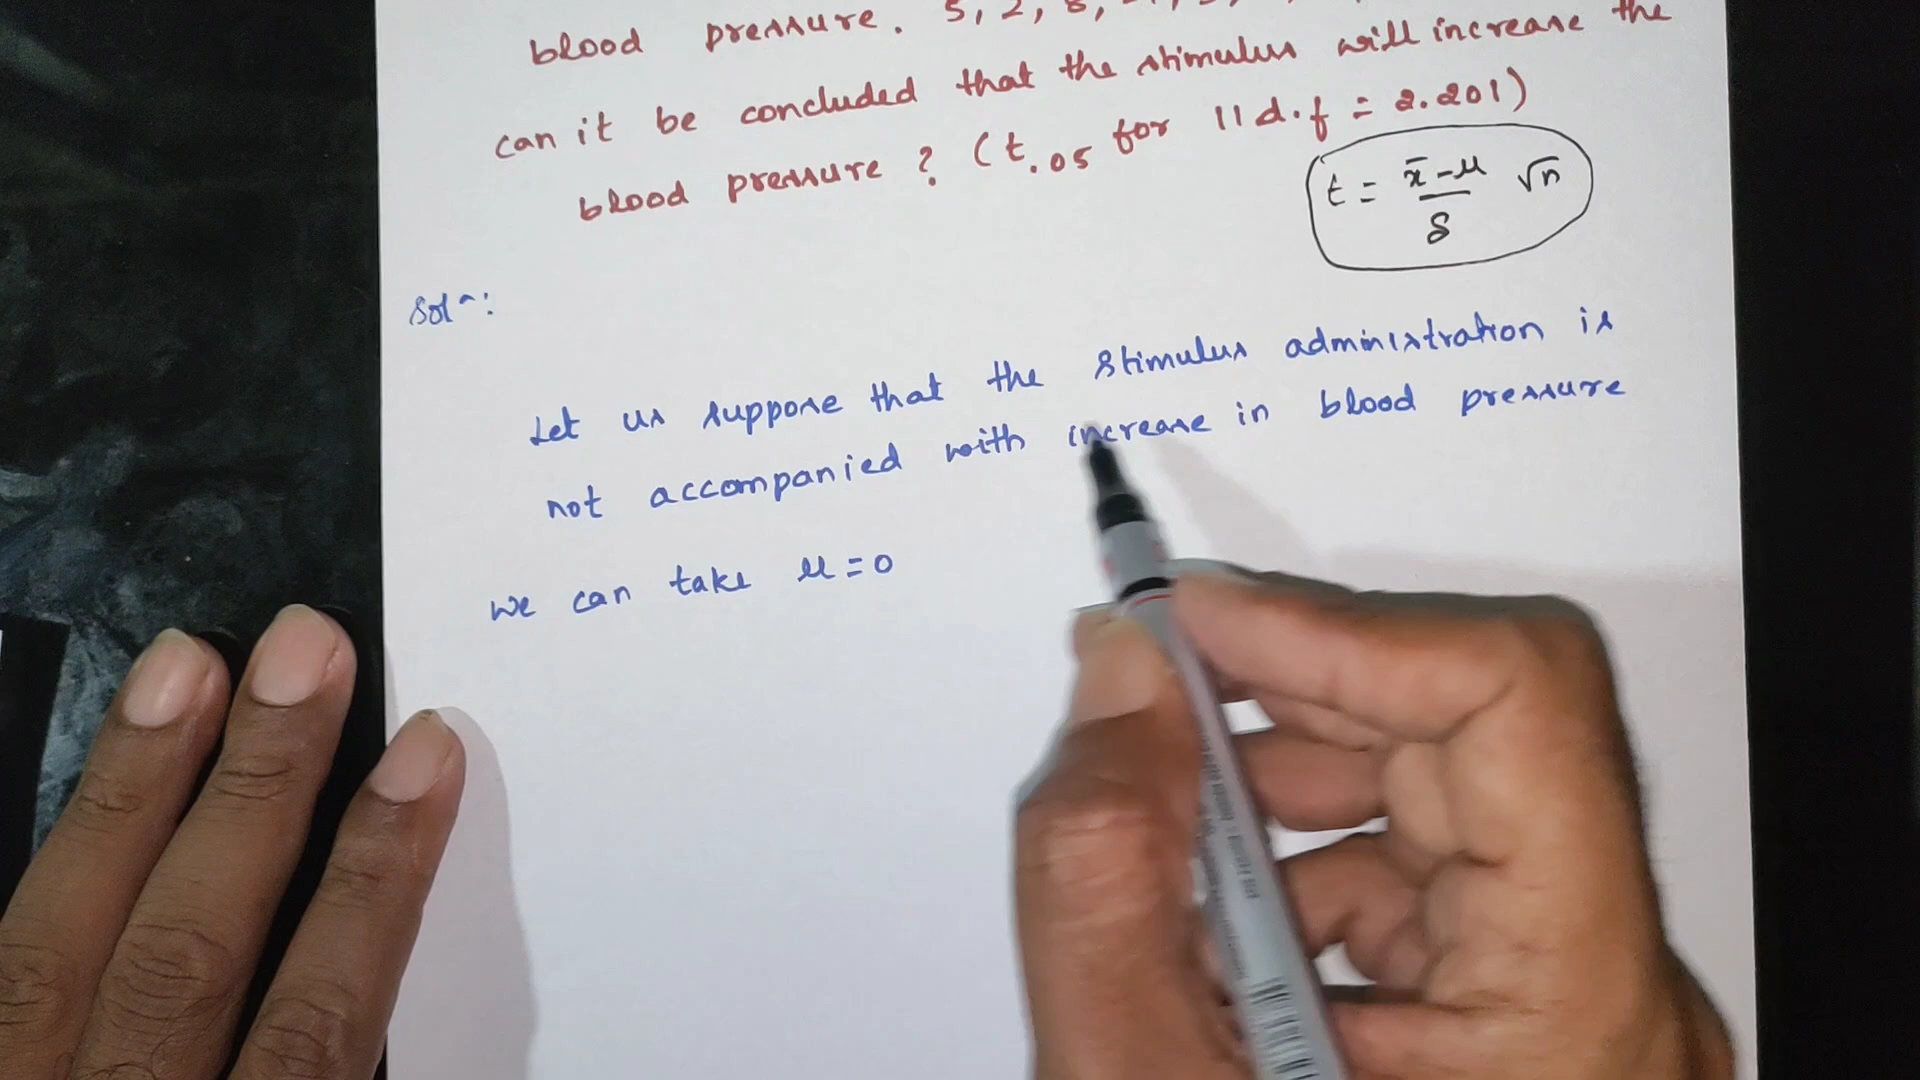 blood pressure. 5, 2, 8,
can it be concluded that the stimulus will increase the
blood pressure ? (t.05 for 11 d.f = 2.201)
t = x̄ - μ / s √n
Sol^n:
Let us suppose that the stimulus administration is
not accompanied with increase in blood pressure
we can take μ = 0